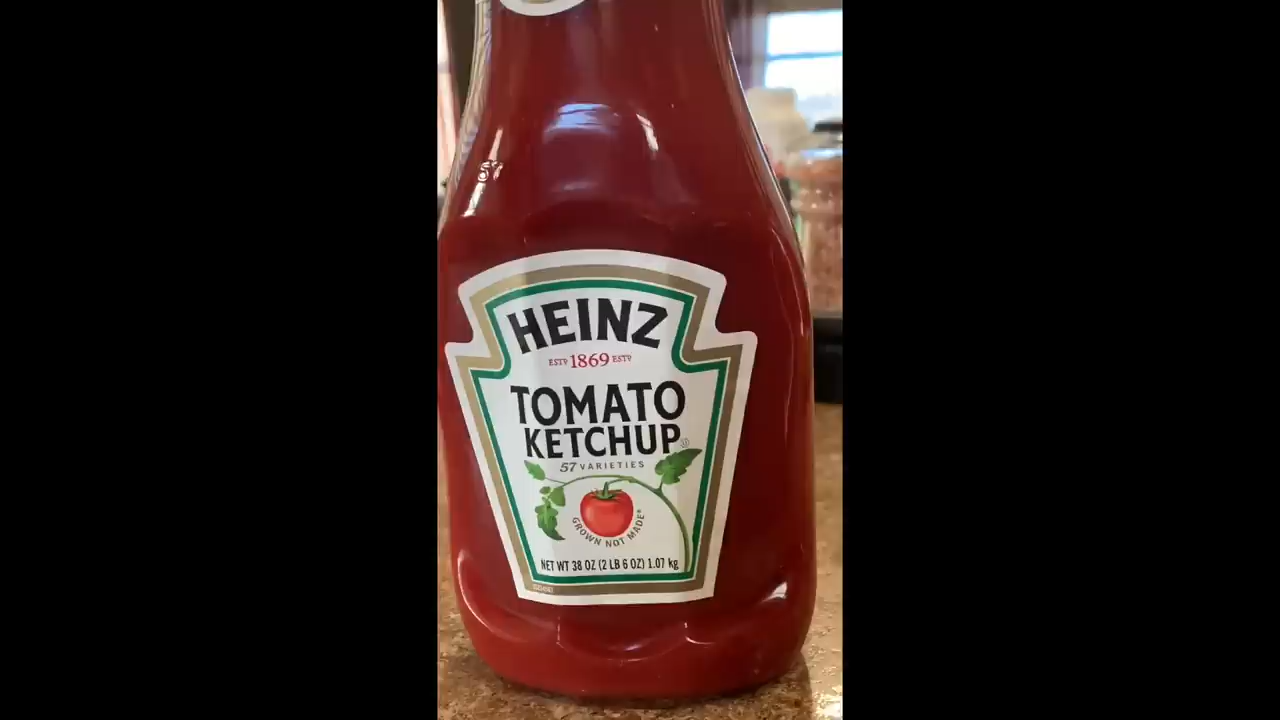 57
HEINZ
ESTD 1869 ESTD
TOMATO
KETCHUP
57 VARIETIES
GROWN NOT MADE®
NET WT 38 OZ (2 LB 6 OZ) 1.07 kg